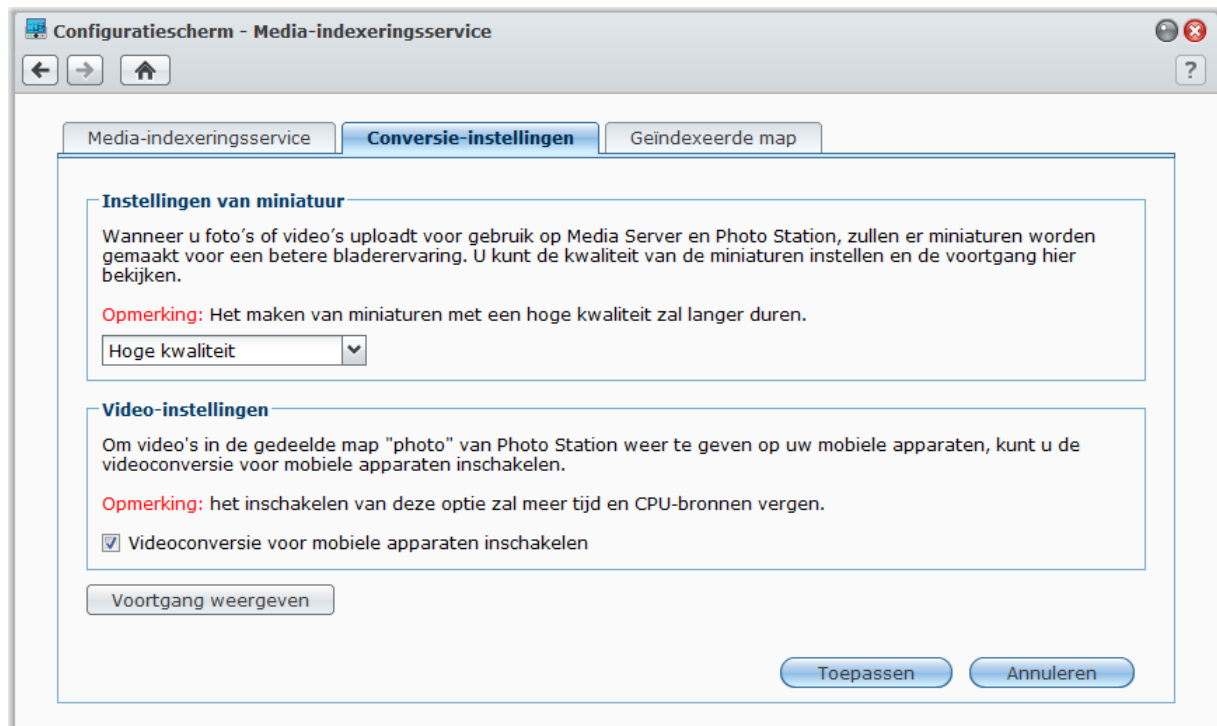 Configuratiescherm - Media-indexeringsservice
?
Media-indexeringsservice
Conversie-instellingen
Geïndexeerde map
Instellingen van miniatuur
Wanneer u foto’s of video’s uploadt voor gebruik op Media Server en Photo Station, zullen er miniaturen worden
gemaakt voor een betere bladerervaring. U kunt de kwaliteit van de miniaturen instellen en de voortgang hier
bekijken.
Opmerking: Het maken van miniaturen met een hoge kwaliteit zal langer duren.
Hoge kwaliteit
Video-instellingen
Om video's in de gedeelde map "photo" van Photo Station weer te geven op uw mobiele apparaten, kunt u de
videoconversie voor mobiele apparaten inschakelen.
Opmerking: het inschakelen van deze optie zal meer tijd en CPU-bronnen vergen.
Videoconversie voor mobiele apparaten inschakelen
Voortgang weergeven
Toepassen
Annuleren